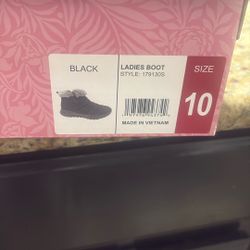 BLACK
LADIES BOOT
STYLE: 179130S
SIZE
10
MADE IN VIETNAM